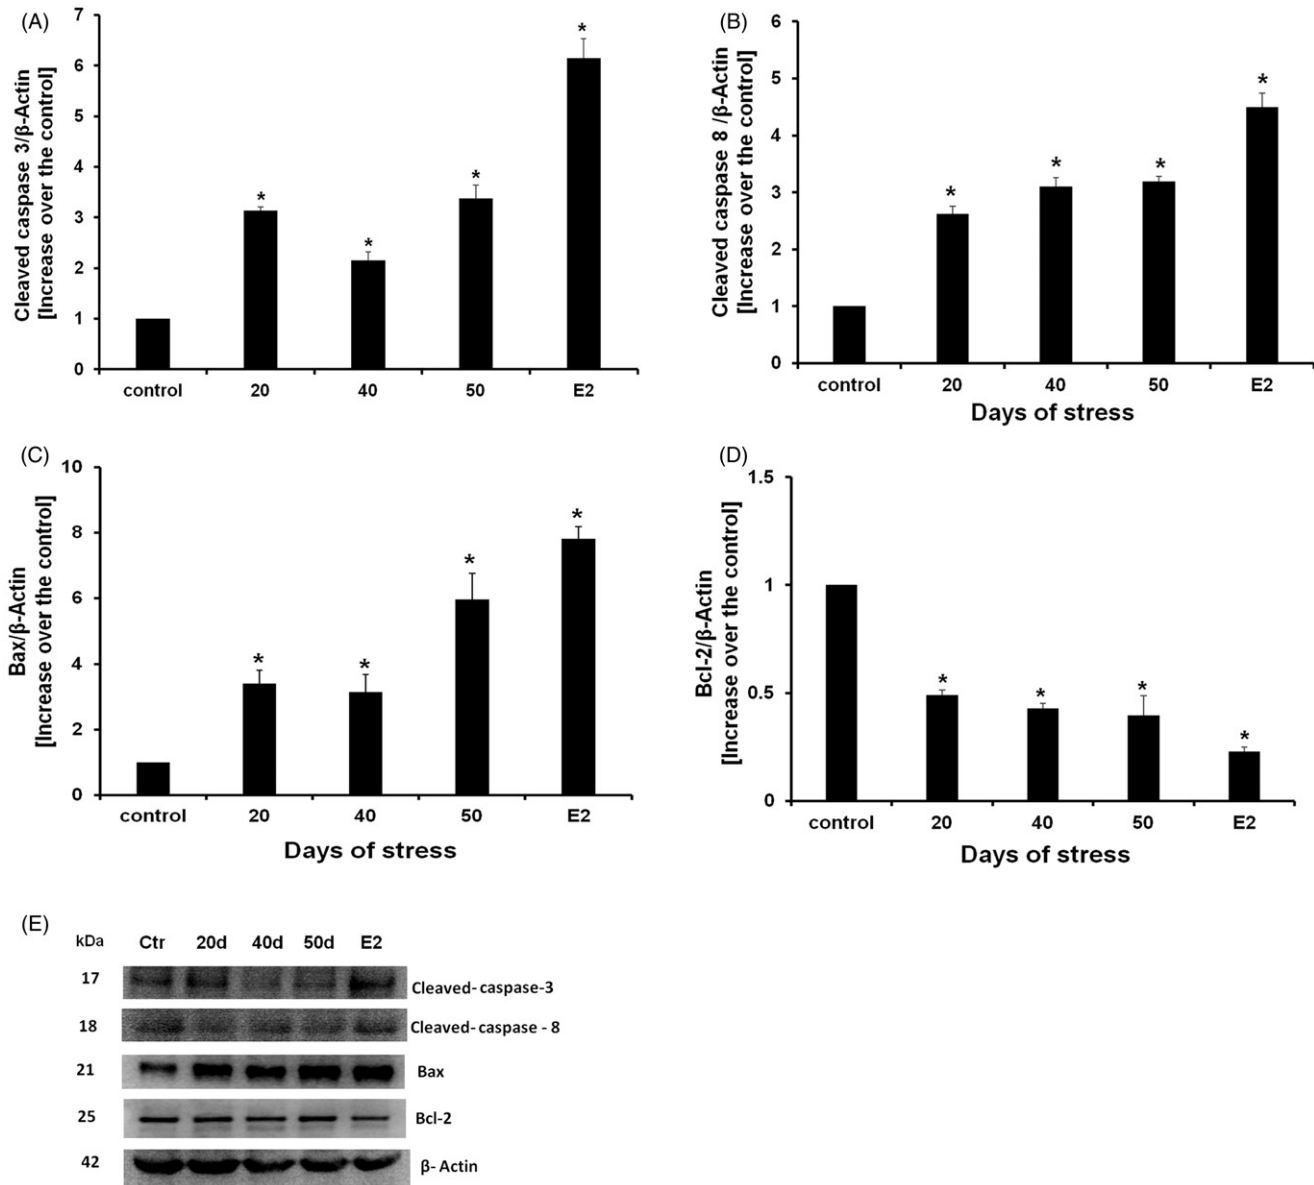 (A)
Cleaved caspase 3/β-Actin
[Increase over the control]
7
6
5
4
3
2
1
0
*
*
*
*
control 20 40 50 E2
(B)
Cleaved caspase 8 /β-Actin
[Increase over the control]
6
5
4
3
2
1
0
*
*
*
*
control 20 40 50 E2
Days of stress
(C)
Bax/β-Actin
[Increase over the control]
10
8
6
4
2
0
*
*
*
*
control 20 40 50 E2
Days of stress
(D)
Bcl-2/β-Actin
[Increase over the control]
1.5
1
0.5
0
*
*
*
*
control 20 40 50 E2
Days of stress
(E)
kDa Ctr 20d 40d 50d E2
17 Cleaved-caspase-3
18 Cleaved-caspase - 8
21 Bax
25 Bcl-2
42 β- Actin